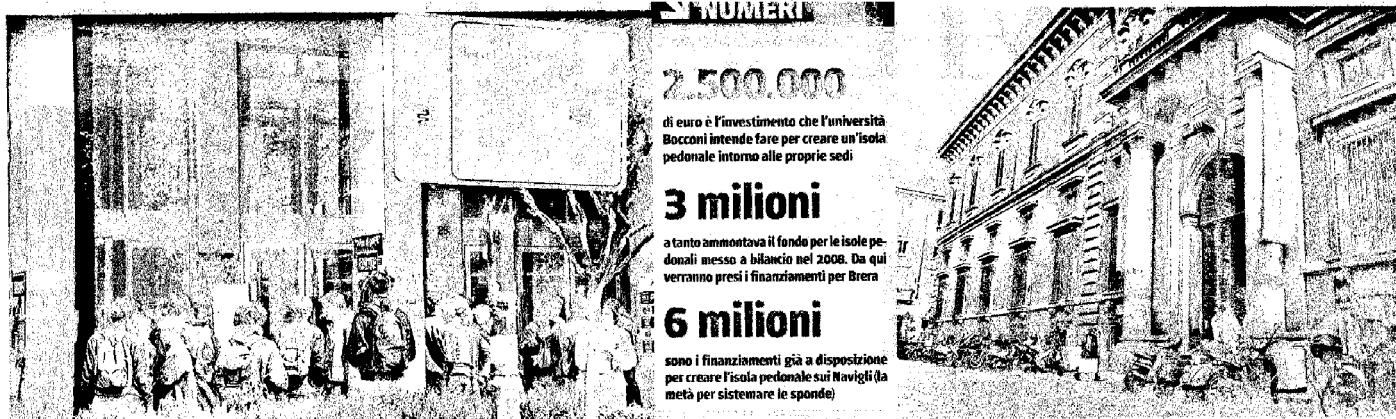 NUMERI
2.500.000
di euro è l'investimento che l'università
Bocconi intende fare per creare un'isola
pedonale intorno alle proprie sedi
3 milioni
a tanto ammontava il fondo per le isole pe-
donali messo a bilancio nel 2008. Da qui
verranno presi i finanziamenti per Brera
6 milioni
sono i finanziamenti già a disposizione
per creare l'isola pedonale sui Navigli (la
metà per sistemare le sponde)